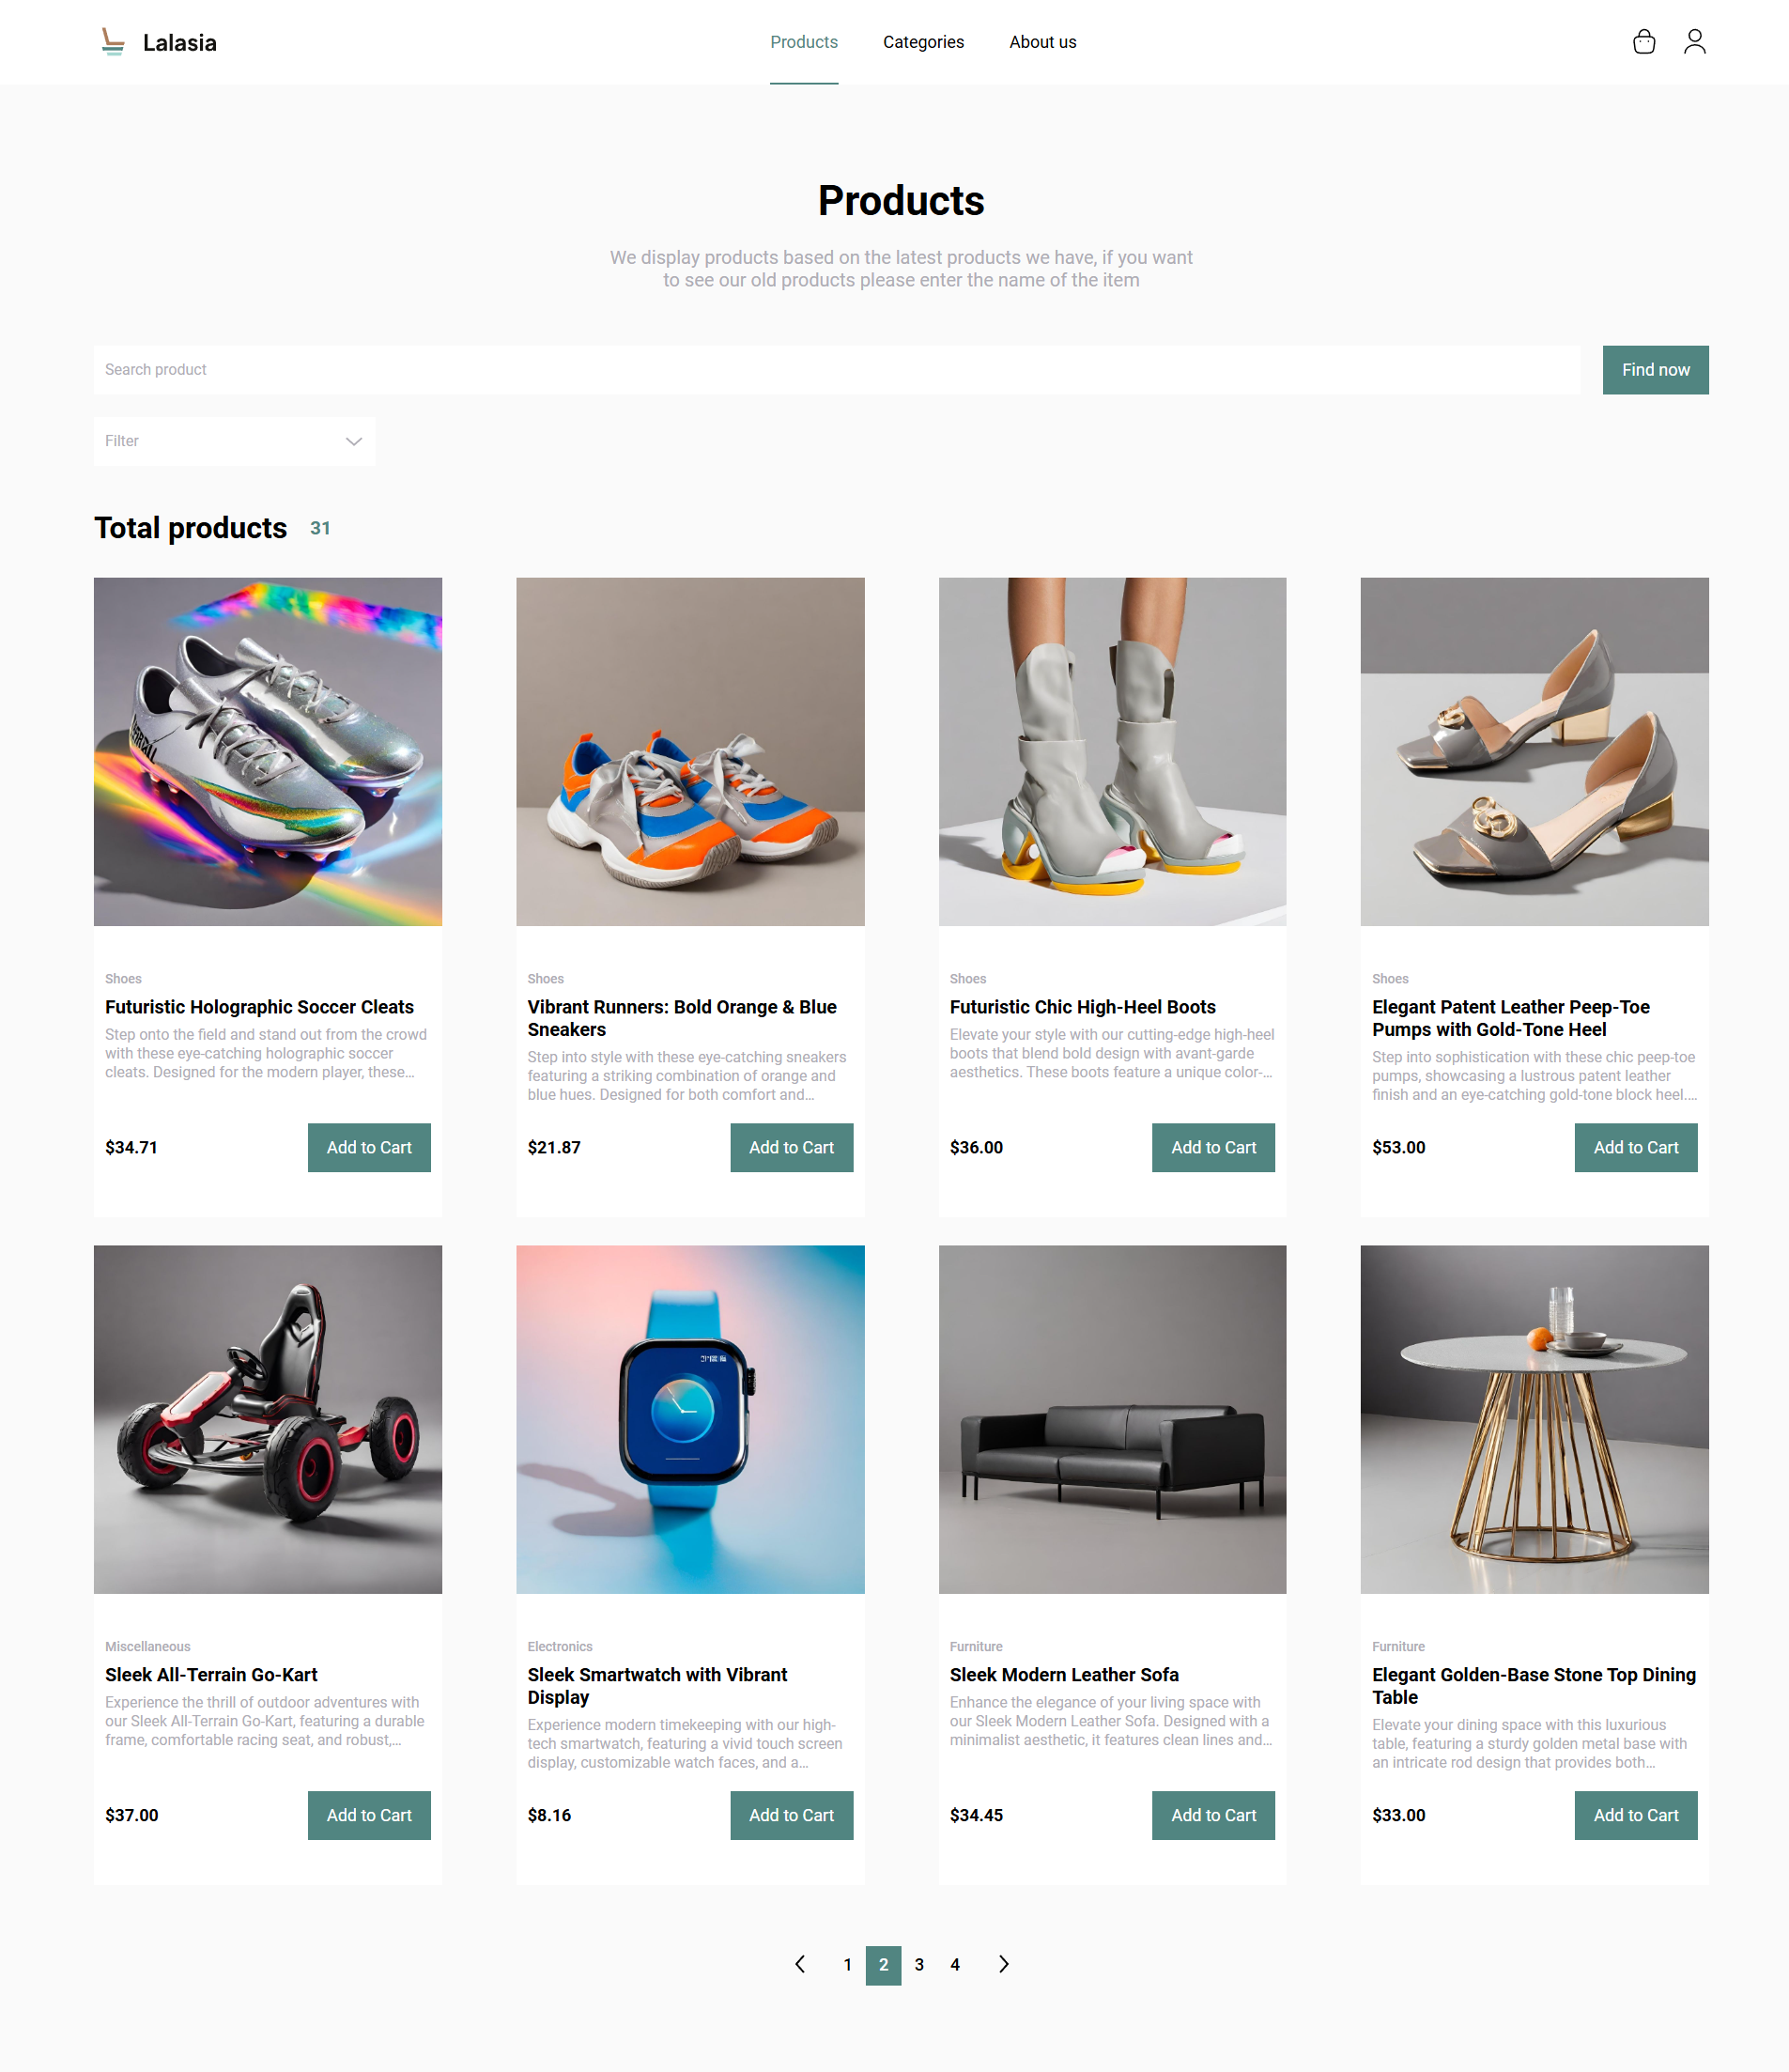 Lalasia
Products
Categories
About us
Products
We display products based on the latest products we have, if you want
to see our old products please enter the name of the item
Search product
Find now
Filter
Total products 31
Shoes
Futuristic Holographic Soccer Cleats
Step onto the field and stand out from the crowd
with these eye-catching holographic soccer
cleats. Designed for the modern player, these...
$34.71
Add to Cart
Shoes
Vibrant Runners: Bold Orange & Blue
Sneakers
Step into style with these eye-catching sneakers
featuring a striking combination of orange and
blue hues. Designed for both comfort and...
$21.87
Add to Cart
Shoes
Futuristic Chic High-Heel Boots
Elevate your style with our cutting-edge high-heel
boots that blend bold design with avant-garde
aesthetics. These boots feature a unique color-...
$36.00
Add to Cart
Shoes
Elegant Patent Leather Peep-Toe
Pumps with Gold-Tone Heel
Step into sophistication with these chic peep-toe
pumps, showcasing a lustrous patent leather
finish and an eye-catching gold-tone block heel....
$53.00
Add to Cart
Miscellaneous
Sleek All-Terrain Go-Kart
Experience the thrill of outdoor adventures with
our Sleek All-Terrain Go-Kart, featuring a durable
frame, comfortable racing seat, and robust,...
$37.00
Add to Cart
Electronics
Sleek Smartwatch with Vibrant
Display
Experience modern timekeeping with our high-
tech smartwatch, featuring a vivid touch screen
display, customizable watch faces, and a...
$8.16
Add to Cart
Furniture
Sleek Modern Leather Sofa
Enhance the elegance of your living space with
our Sleek Modern Leather Sofa. Designed with a
minimalist aesthetic, it features clean lines and...
$34.45
Add to Cart
Furniture
Elegant Golden-Base Stone Top Dining
Table
Elevate your dining space with this luxurious
table, featuring a sturdy golden metal base with
an intricate rod design that provides both...
$33.00
Add to Cart
1 2 3 4